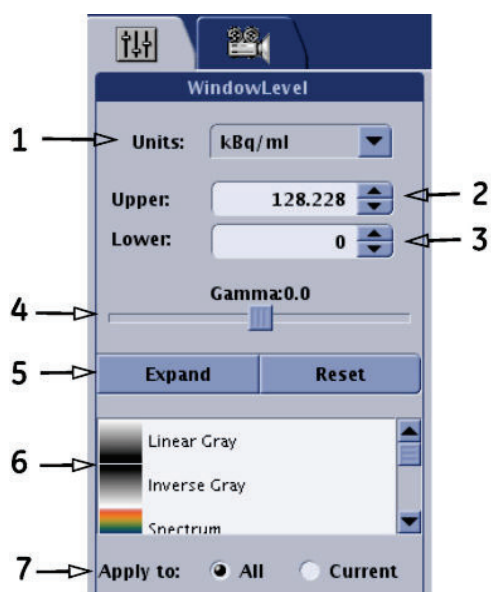 WindowLevel
1 Units: kBq/ml
Upper: 128.228 2
Lower: 0 3
Gamma:0.0
4
5 Expand Reset
Linear Gray
6
Inverse Gray
Spectrum
7 Apply to: All Current